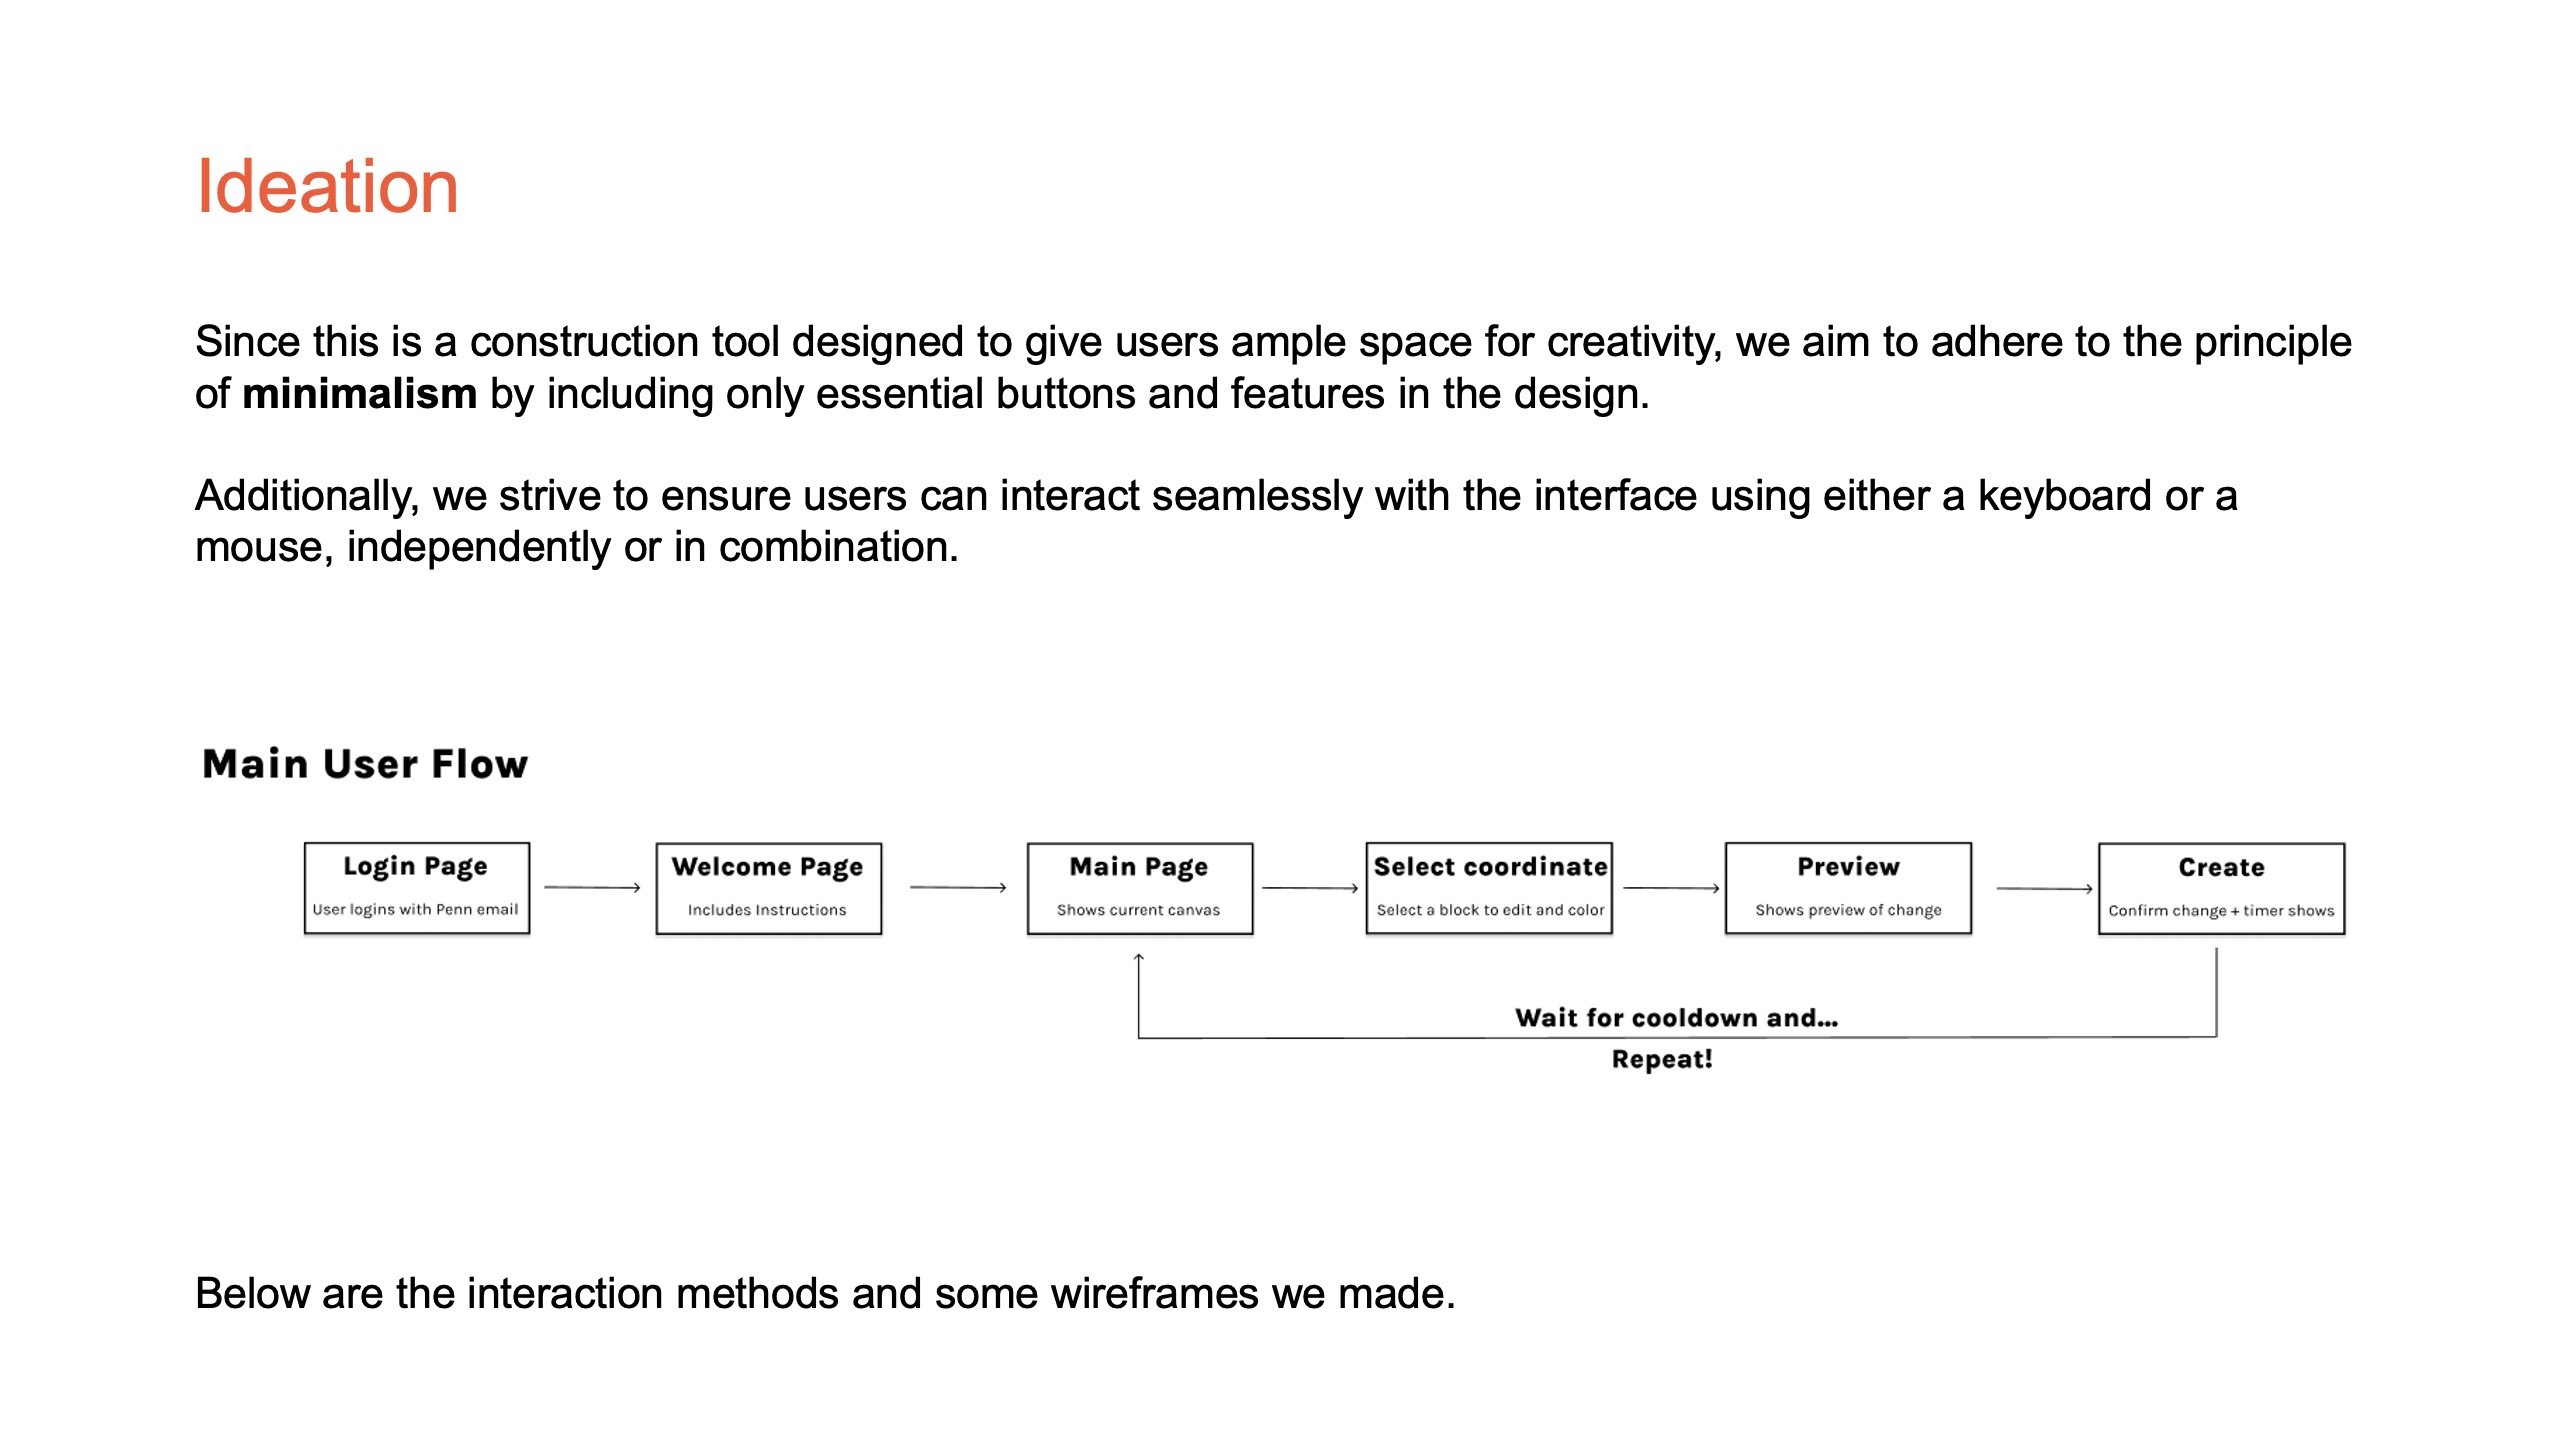 Ideation
Since this is a construction tool designed to give users ample space for creativity, we aim to adhere to the principle
of minimalism by including only essential buttons and features in the design.
Additionally, we strive to ensure users can interact seamlessly with the interface using either a keyboard or a
mouse, independently or in combination.
Main User Flow
Login Page
User logins with Penn email
Welcome Page
Includes Instructions
Main Page
Shows current canvas
Select coordinate
Select a block to edit and color
Preview
Shows preview of change
Create
Confirm change + timer shows
Wait for cooldown and...
Repeat!
Below are the interaction methods and some wireframes we made.